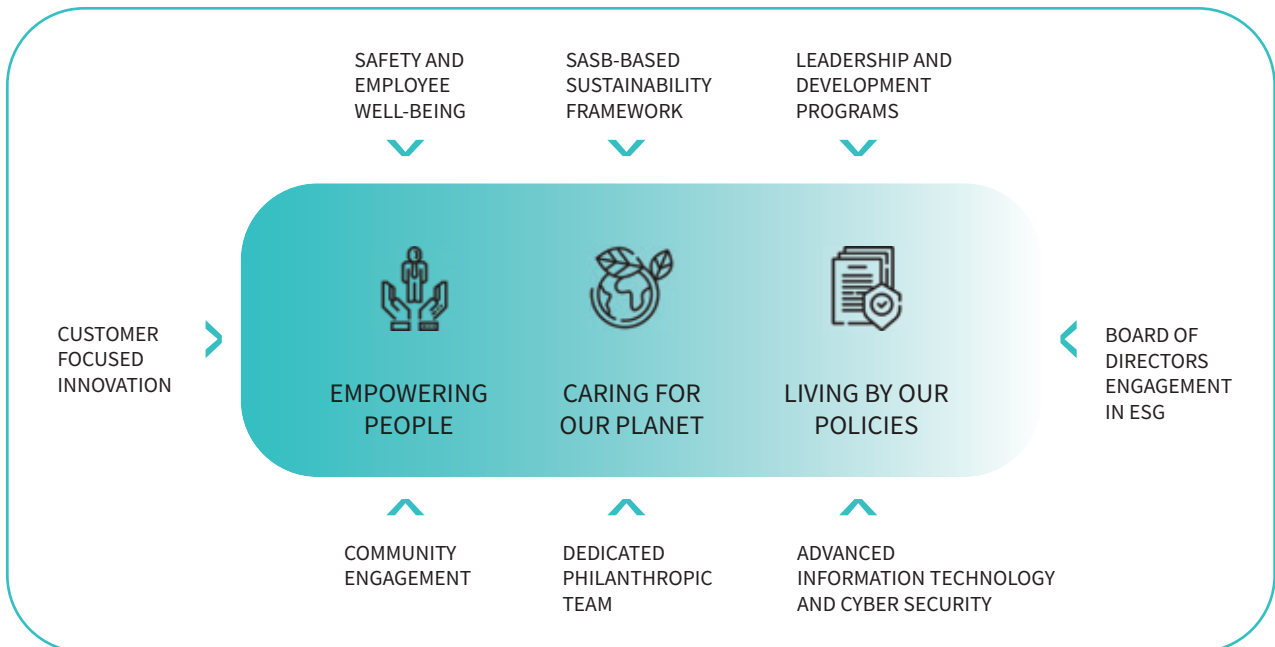 SAFETY AND
EMPLOYEE
WELL-BEING
SASB-BASED
SUSTAINABILITY
FRAMEWORK
LEADERSHIP AND
DEVELOPMENT
PROGRAMS
CUSTOMER
FOCUSED
INNOVATION
EMPOWERING
PEOPLE
CARING FOR
OUR PLANET
LIVING BY OUR
POLICIES
BOARD OF
DIRECTORS
ENGAGEMENT
IN ESG
COMMUNITY
ENGAGEMENT
DEDICATED
PHILANTHROPIC
TEAM
ADVANCED
INFORMATION TECHNOLOGY
AND CYBER SECURITY